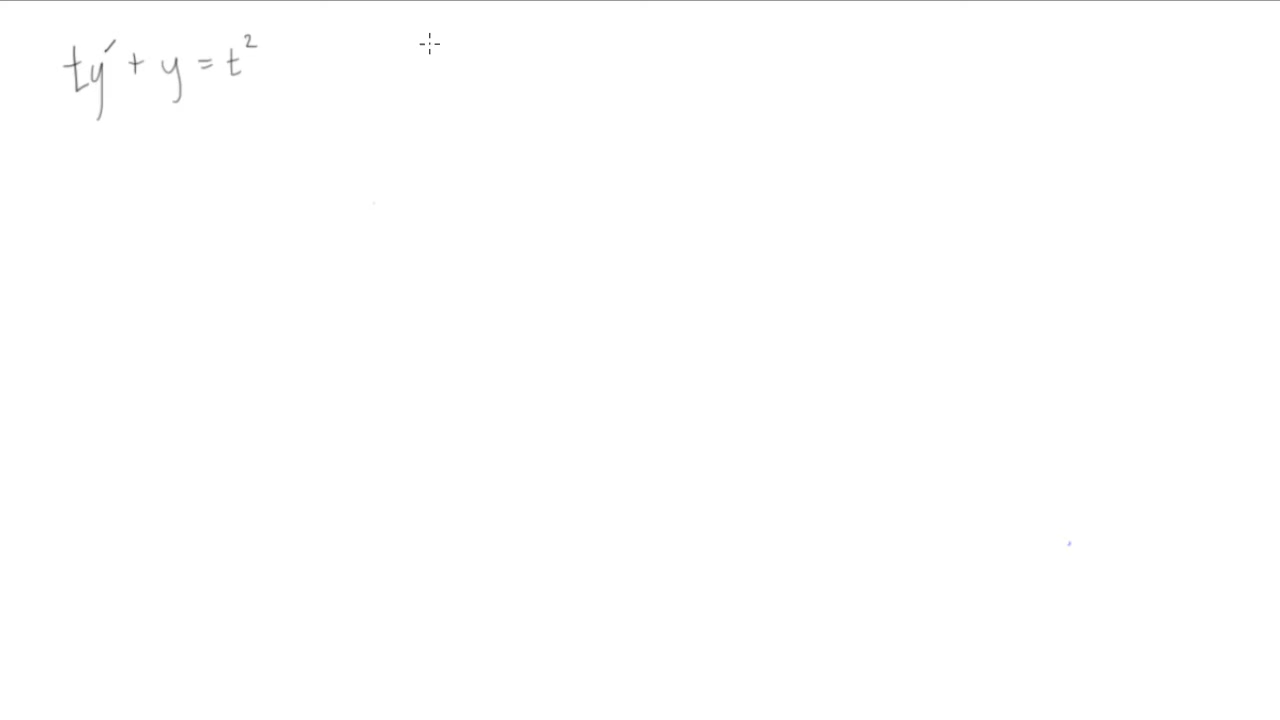 ty′ + y = t²